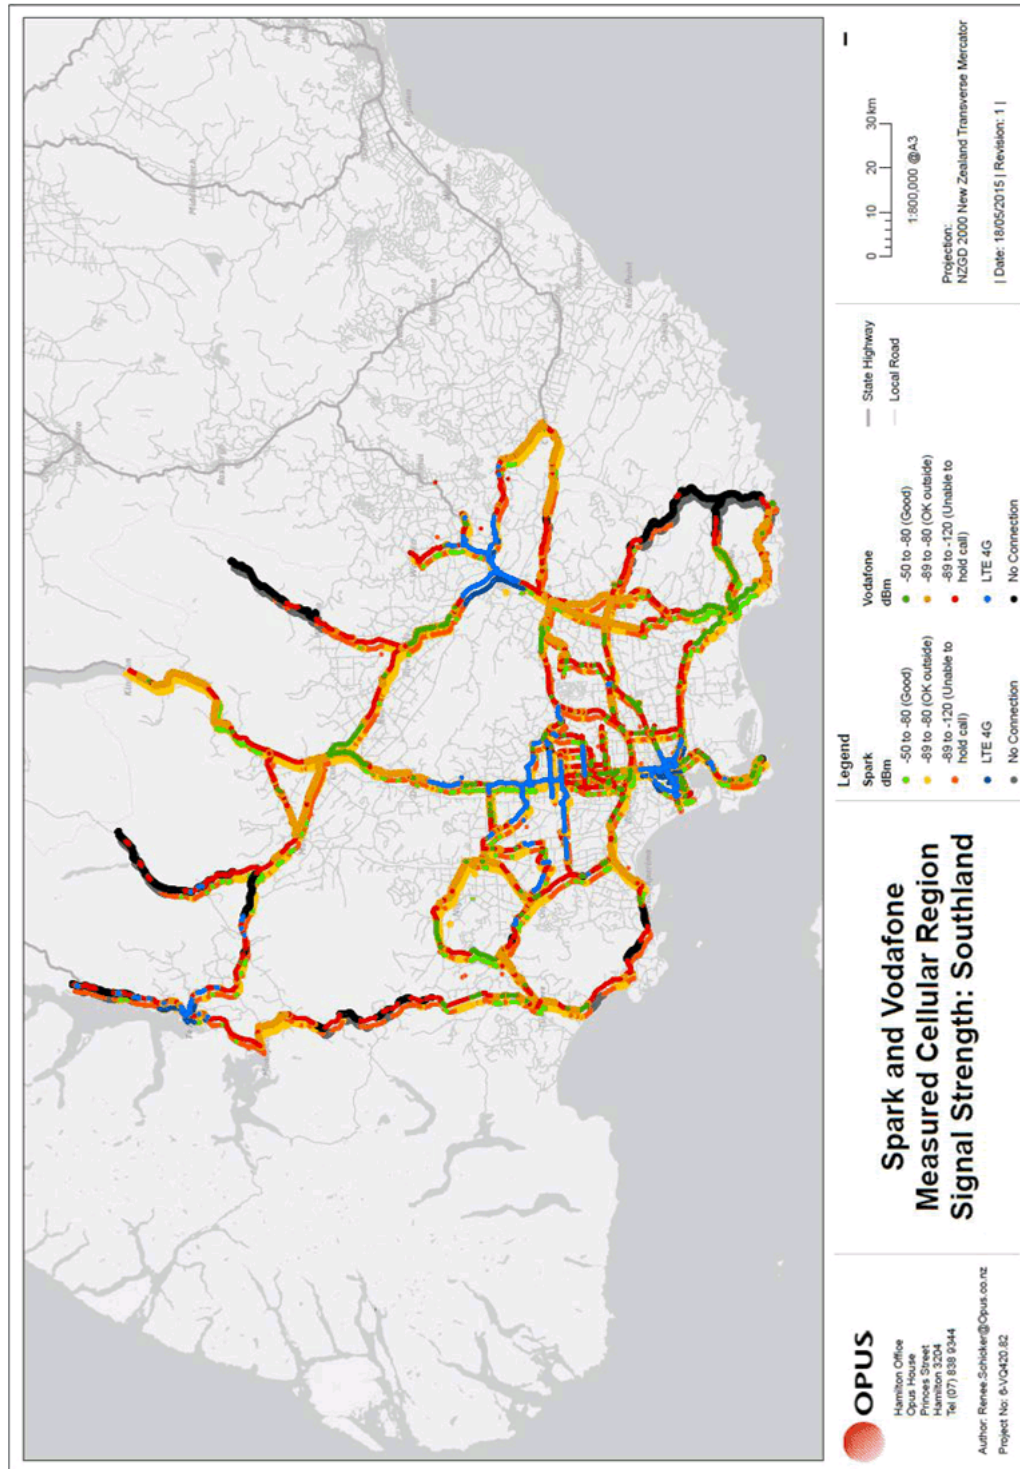 Spark and Vodafone
Measured Cellular Region
Signal Strength: Southland
OPUS
Hamilton Office
Opus House
Princes Street
Hamilton 3204
Tel (07) 838 9344
Author: Renee.Schicker@Opus.co.nz
Project No: 6-VQ420.82
Legend
Spark
dBm
-50 to -80 (Good)
-89 to -80 (OK outside)
-89 to -120 (Unable to
hold call)
LTE 4G
No Connection
Vodafone
dBm
-50 to -80 (Good)
-89 to -80 (OK outside)
-89 to -120 (Unable to
hold call)
LTE 4G
No Connection
State Highway
Local Road
0 10 20 30 km
1:800,000 @A3
Projection:
NZGD 2000 New Zealand Transverse Mercator
| Date: 18/05/2015 | Revision: 1 |